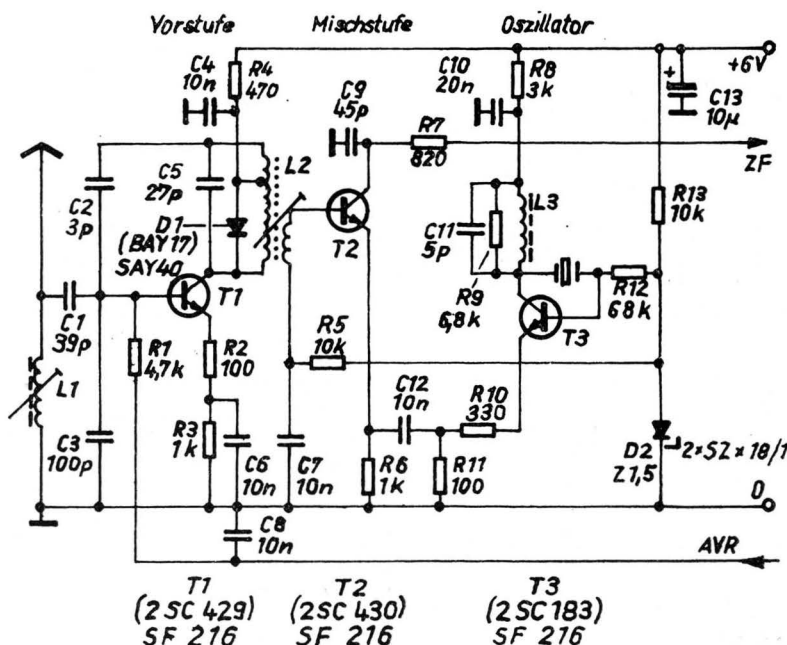 Vorstufe Mischstufe Oszillator
C4
10n
R4
470
C9
45p
C10
20n
R8
3k
+6V
+
C13
10µ
R7
820
ZF
C5
27p
L2
C2
3p
D1
(BAY17)
SAY40
T1
T2
C11
5p
L3
R13
10k
R9
6,8k
R12
68k
T3
C1
39p
R1
4,7k
R2
100
R5
10k
L1
C12
10n
R10
330
C3
100p
R3
1k
C6
10n
C7
10n
R6
1k
R11
100
D2
Z1,5
2×SZ×18/1
0
C8
10n
AVR
T1 T2 T3
(2SC429) (2SC430) (2SC183)
SF 216 SF 216 SF 216